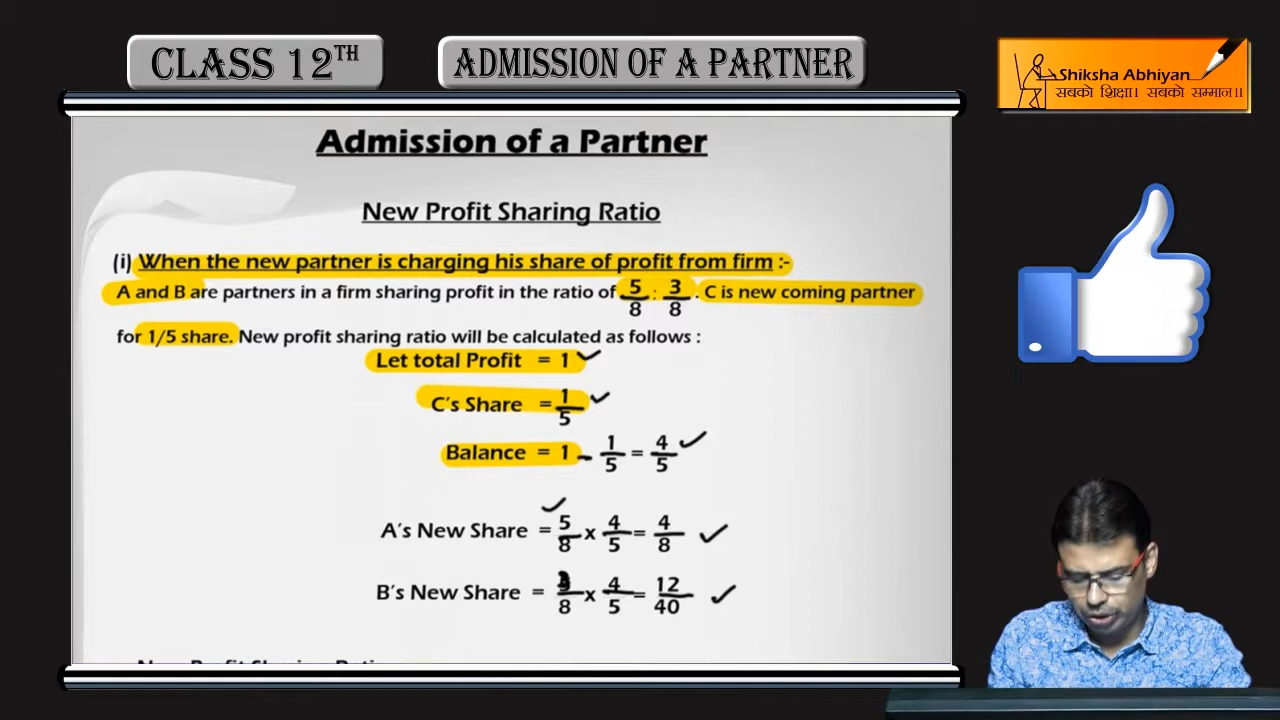 CLASS 12TH
ADMISSION OF A PARTNER
Shiksha Abhiyan
सबको शिक्षा। सबको सम्मान।।
Admission of a Partner
New Profit Sharing Ratio
(i) When the new partner is charging his share of profit from firm :-
A and B are partners in a firm sharing profit in the ratio of 5/8 : 3/8 . C is new coming partner
for 1/5 share. New profit sharing ratio will be calculated as follows :
Let total Profit = 1
C's Share = 1/5
Balance = 1 - 1/5 = 4/5
A's New Share = 5/8 x 4/5 = 4/8
B's New Share = 3/8 x 4/5 = 12/40